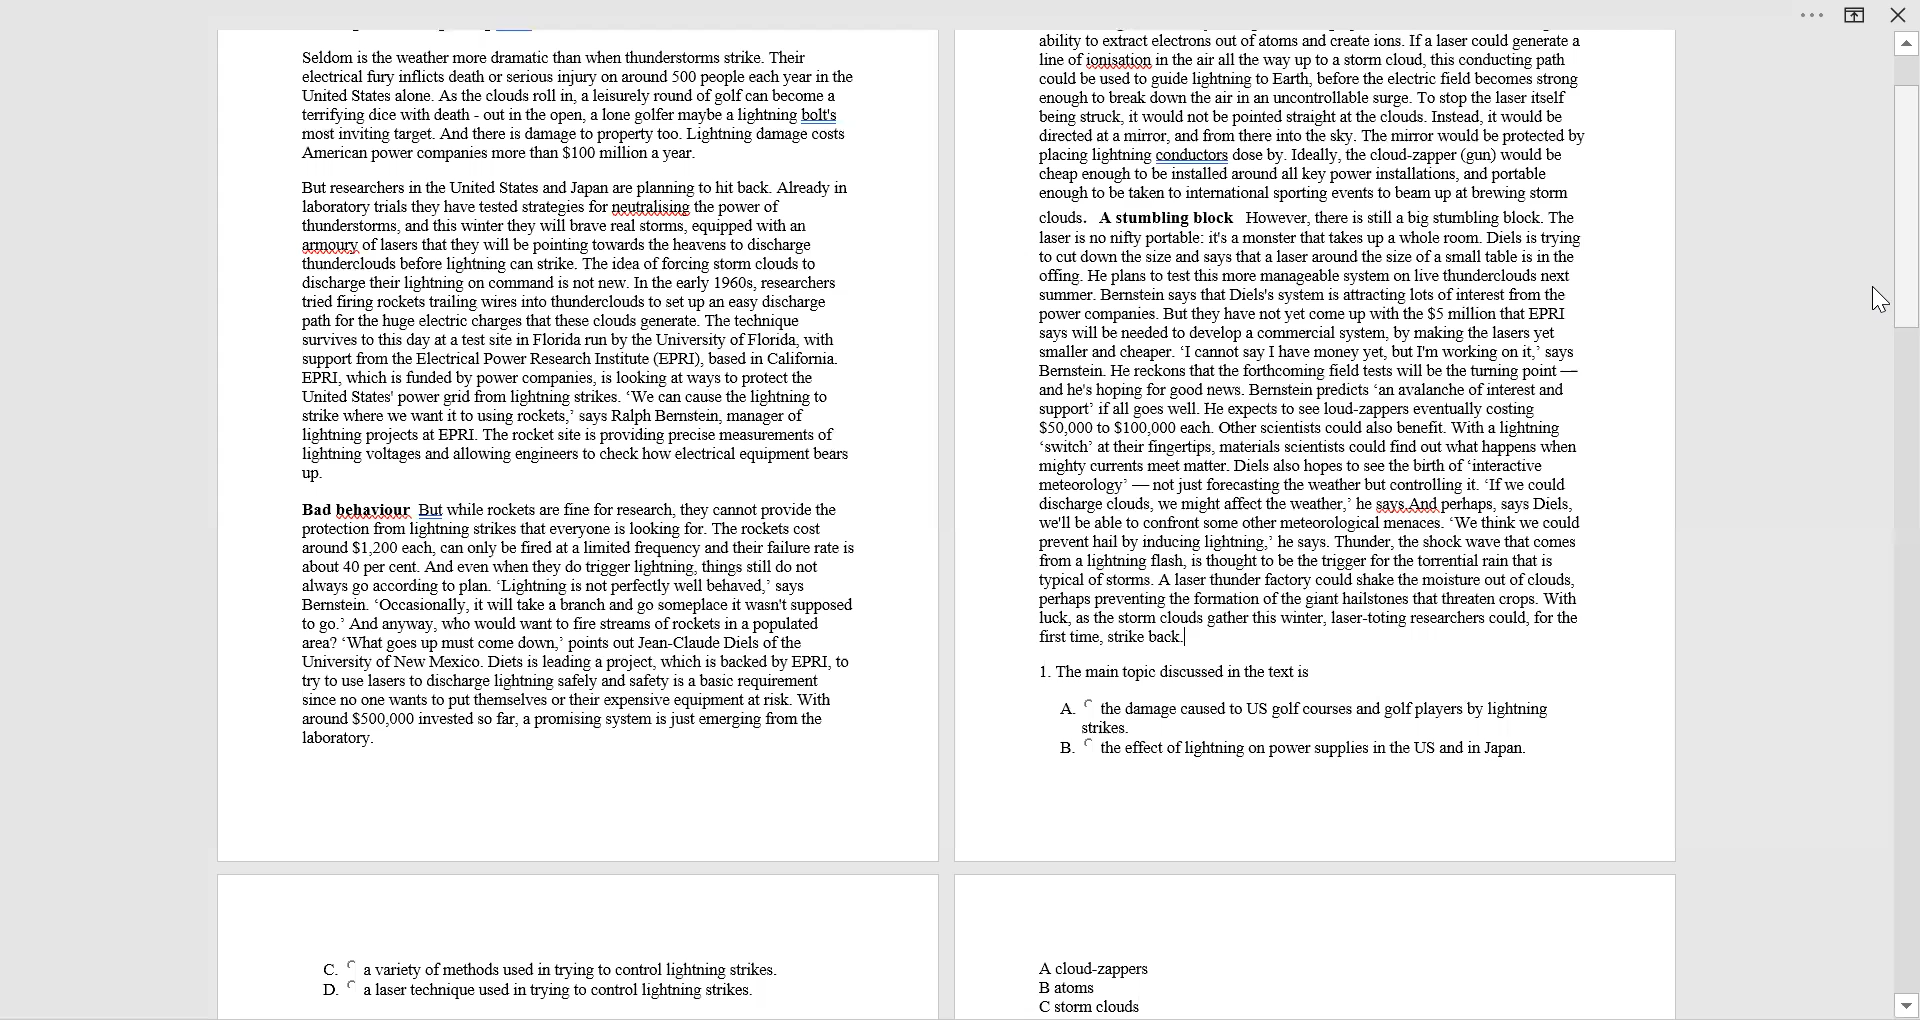 Seldom is the weather more dramatic than when thunderstorms strike. Their
electrical fury inflicts death or serious injury on around 500 people each year in the
United States alone. As the clouds roll in, a leisurely round of golf can become a
terrifying dice with death - out in the open, a lone golfer maybe a lightning bolt's
most inviting target. And there is damage to property too. Lightning damage costs
American power companies more than $100 million a year.
But researchers in the United States and Japan are planning to hit back. Already in
laboratory trials they have tested strategies for neutralising the power of
thunderstorms, and this winter they will brave real storms, equipped with an
armoury of lasers that they will be pointing towards the heavens to discharge
thunderclouds before lightning can strike. The idea of forcing storm clouds to
discharge their lightning on command is not new. In the early 1960s, researchers
tried firing rockets trailing wires into thunderclouds to set up an easy discharge
path for the huge electric charges that these clouds generate. The technique
survives to this day at a test site in Florida run by the University of Florida, with
support from the Electrical Power Research Institute (EPRI), based in California.
EPRI, which is funded by power companies, is looking at ways to protect the
United States' power grid from lightning strikes. ‘We can cause the lightning to
strike where we want it to using rockets,’ says Ralph Bernstein, manager of
lightning projects at EPRI. The rocket site is providing precise measurements of
lightning voltages and allowing engineers to check how electrical equipment bears
up.
Bad behaviour But while rockets are fine for research, they cannot provide the
protection from lightning strikes that everyone is looking for. The rockets cost
around $1,200 each, can only be fired at a limited frequency and their failure rate is
about 40 per cent. And even when they do trigger lightning, things still do not
always go according to plan. ‘Lightning is not perfectly well behaved,’ says
Bernstein. ‘Occasionally, it will take a branch and go someplace it wasn't supposed
to go.’ And anyway, who would want to fire streams of rockets in a populated
area? ‘What goes up must come down,’ points out Jean-Claude Diels of the
University of New Mexico. Diets is leading a project, which is backed by EPRI, to
try to use lasers to discharge lightning safely and safety is a basic requirement
since no one wants to put themselves or their expensive equipment at risk. With
around $500,000 invested so far, a promising system is just emerging from the
laboratory.
ability to extract electrons out of atoms and create ions. If a laser could generate a
line of ionisation in the air all the way up to a storm cloud, this conducting path
could be used to guide lightning to Earth, before the electric field becomes strong
enough to break down the air in an uncontrollable surge. To stop the laser itself
being struck, it would not be pointed straight at the clouds. Instead, it would be
directed at a mirror, and from there into the sky. The mirror would be protected by
placing lightning conductors dose by. Ideally, the cloud-zapper (gun) would be
cheap enough to be installed around all key power installations, and portable
enough to be taken to international sporting events to beam up at brewing storm
clouds. A stumbling block However, there is still a big stumbling block. The
laser is no nifty portable: it's a monster that takes up a whole room. Diels is trying
to cut down the size and says that a laser around the size of a small table is in the
offing. He plans to test this more manageable system on live thunderclouds next
summer. Bernstein says that Diels's system is attracting lots of interest from the
power companies. But they have not yet come up with the $5 million that EPRI
says will be needed to develop a commercial system, by making the lasers yet
smaller and cheaper. ‘I cannot say I have money yet, but I'm working on it,’ says
Bernstein. He reckons that the forthcoming field tests will be the turning point —
and he's hoping for good news. Bernstein predicts ‘an avalanche of interest and
support’ if all goes well. He expects to see loud-zappers eventually costing
$50,000 to $100,000 each. Other scientists could also benefit. With a lightning
‘switch’ at their fingertips, materials scientists could find out what happens when
mighty currents meet matter. Diels also hopes to see the birth of ‘interactive
meteorology’ — not just forecasting the weather but controlling it. ‘If we could
discharge clouds, we might affect the weather,’ he says.And perhaps, says Diels,
we'll be able to confront some other meteorological menaces. ‘We think we could
prevent hail by inducing lightning,’ he says. Thunder, the shock wave that comes
from a lightning flash, is thought to be the trigger for the torrential rain that is
typical of storms. A laser thunder factory could shake the moisture out of clouds,
perhaps preventing the formation of the giant hailstones that threaten crops. With
luck, as the storm clouds gather this winter, laser-toting researchers could, for the
first time, strike back.
1. The main topic discussed in the text is
A. the damage caused to US golf courses and golf players by lightning
strikes.
B. the effect of lightning on power supplies in the US and in Japan.
C. a variety of methods used in trying to control lightning strikes.
D. a laser technique used in trying to control lightning strikes.
A cloud-zappers
B atoms
C storm clouds